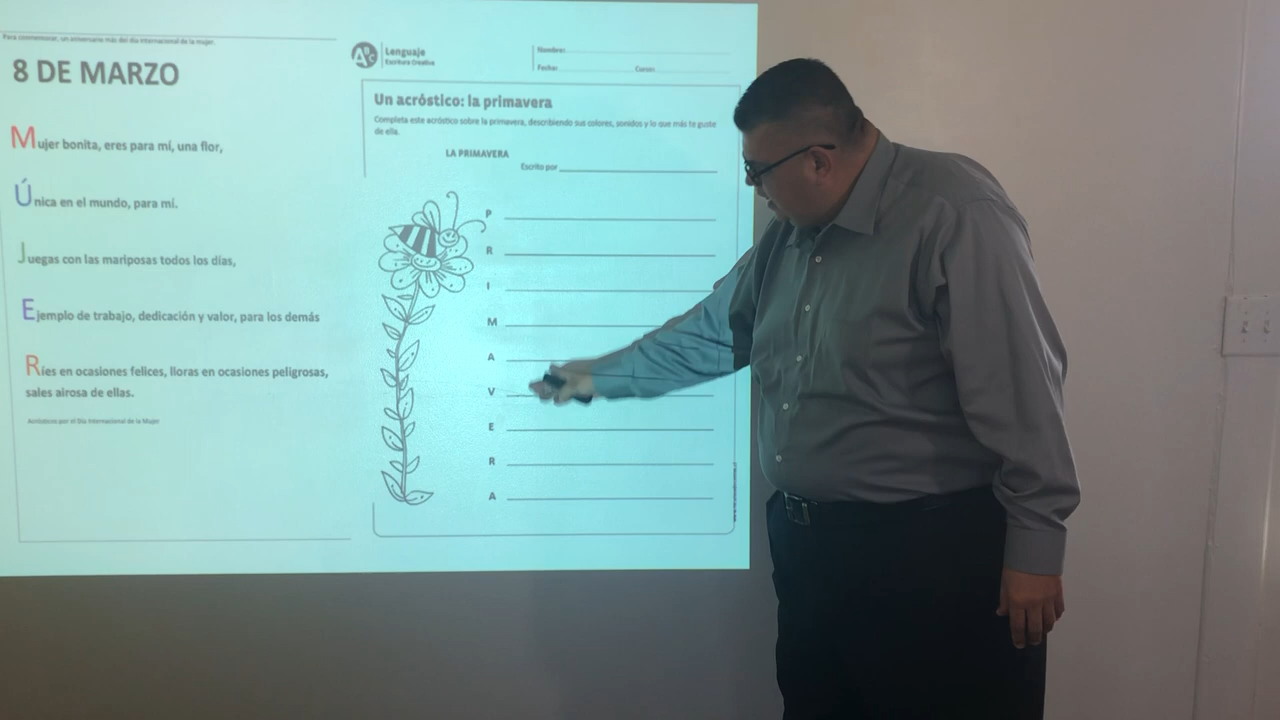 Para conmemorar, un aniversario más del día internacional de la mujer.
8 DE MARZO
Mujer bonita, eres para mí, una flor,
Única en el mundo, para mí.
Juegas con las mariposas todos los días,
Ejemplo de trabajo, dedicación y valor, para los demás
Ríes en ocasiones felices, lloras en ocasiones peligrosas,
sales airosa de ellas.
Acrósticos por el Día Internacional de la Mujer
ABC
Lenguaje
Escritura Creativa
Nombre:
Fecha: Curso:
Un acróstico: la primavera
Completa este acróstico sobre la primavera, describiendo sus colores, sonidos y lo que más te guste
de ella.
LA PRIMAVERA
Escrito por
P
R
I
M
A
V
E
R
A